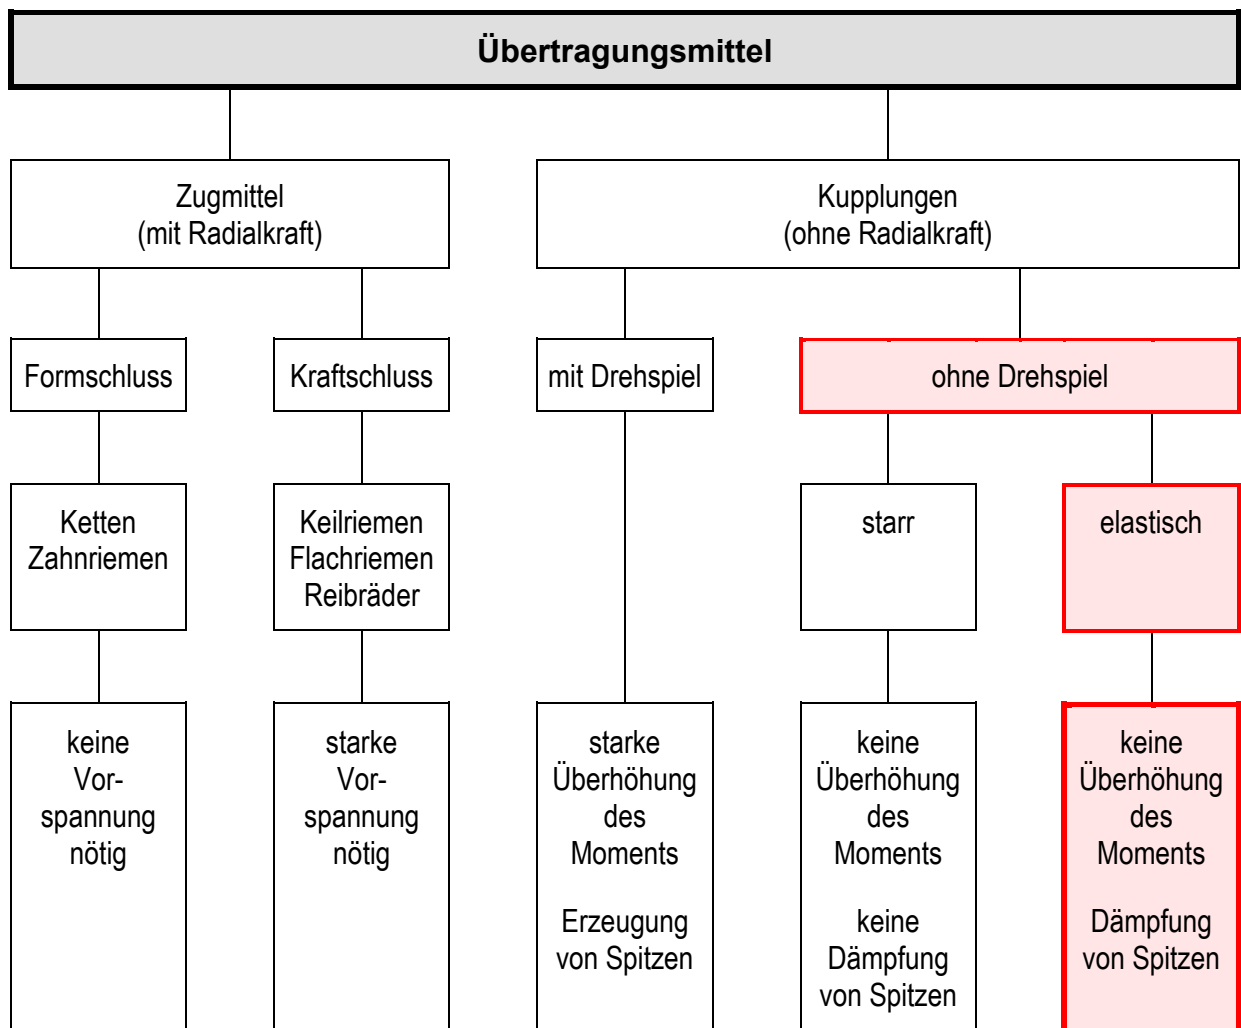 Übertragungsmittel
Zugmittel
(mit Radialkraft)
Kupplungen
(ohne Radialkraft)
Formschluss
Kraftschluss
mit Drehspiel
ohne Drehspiel
Ketten
Zahnriemen
Keilriemen
Flachriemen
Reibräder
starr
elastisch
keine
Vor-
spannung
nötig
starke
Vor-
spannung
nötig
starke
Überhöhung
des
Moments
Erzeugung
von Spitzen
keine
Überhöhung
des
Moments
keine
Dämpfung
von Spitzen
keine
Überhöhung
des
Moments
Dämpfung
von Spitzen